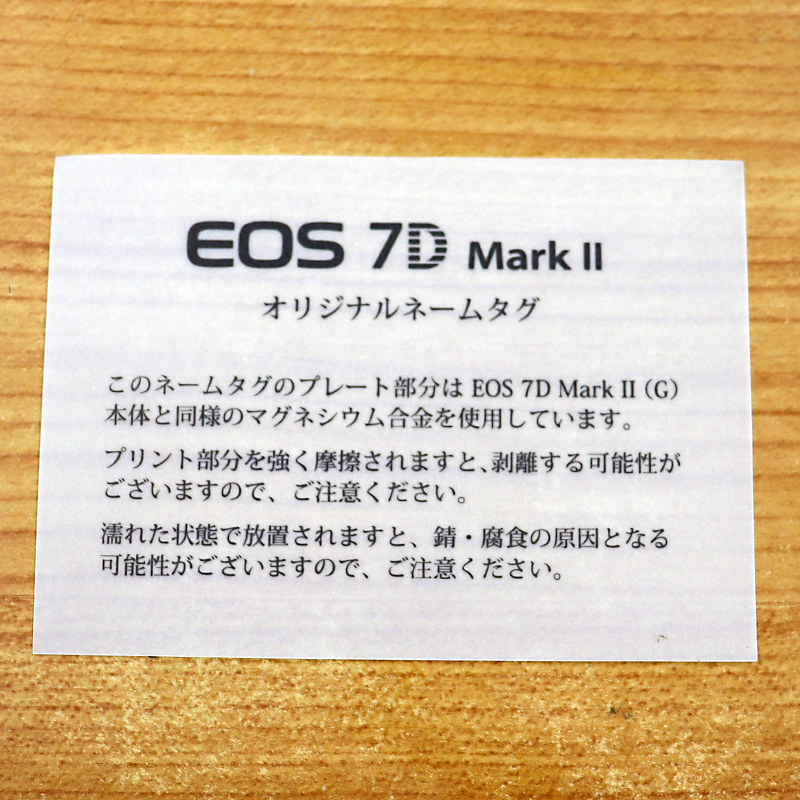 EOS 7D Mark II
オリジナルネームタグ
このネームタグのプレート部分は EOS 7D Mark II（G）
本体と同様のマグネシウム合金を使用しています。
プリント部分を強く摩擦されますと、剥離する可能性が
ございますので、ご注意ください。
濡れた状態で放置されますと、錆・腐食の原因となる
可能性がございますので、ご注意ください。